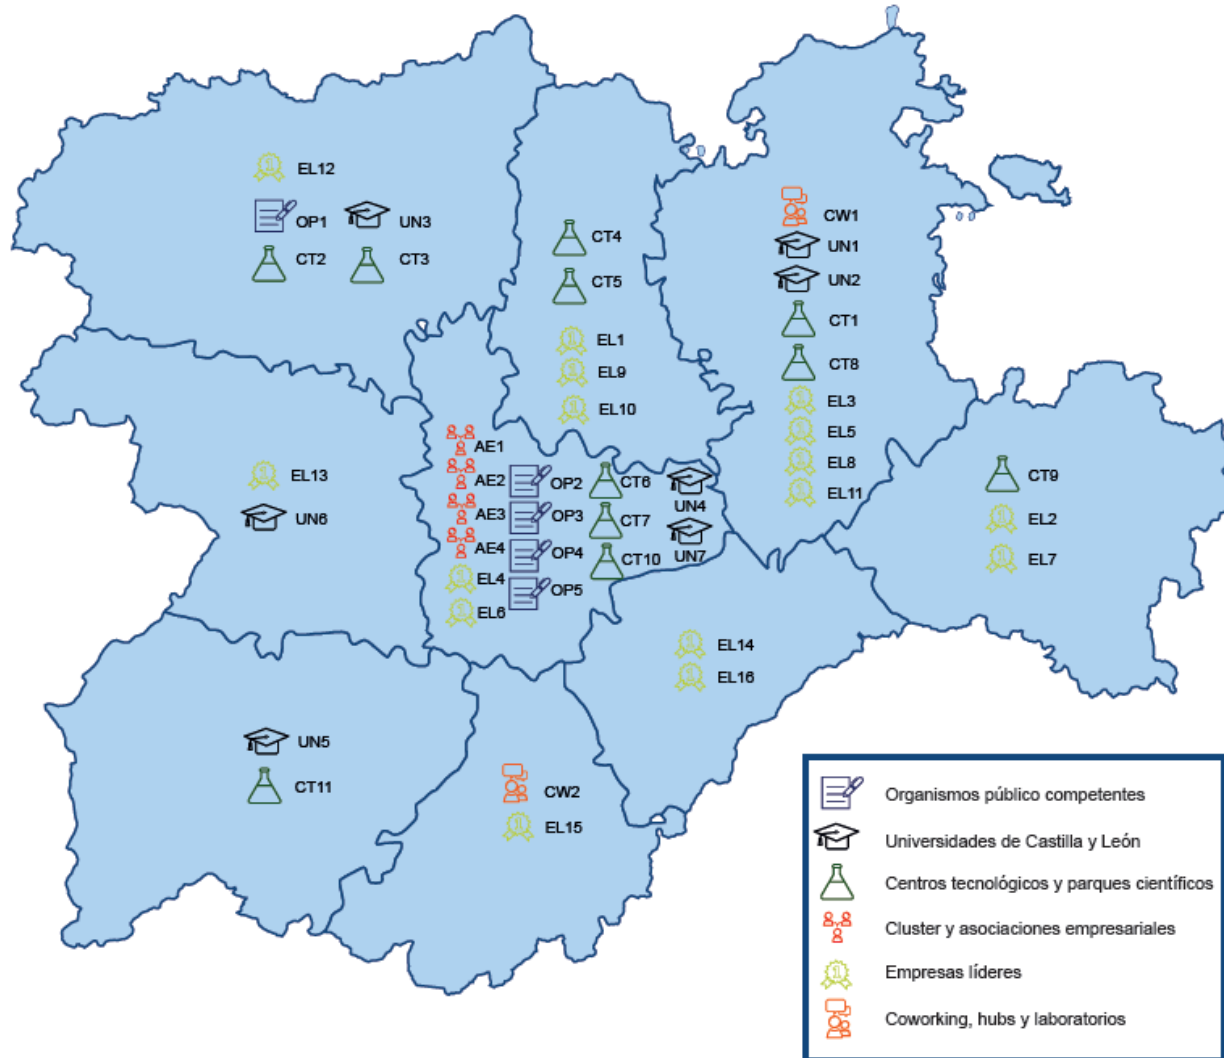 EL12
OP1
UN3
CT2
CT3
CT4
CT5
EL1
EL9
EL10
CW1
UN1
UN2
CT1
CT8
EL3
EL5
EL8
EL11
EL13
UN6
AE1
AE2
AE3
AE4
EL4
EL6
OP2
OP3
OP4
OP5
CT6
CT7
CT10
UN4
UN7
CT9
EL2
EL7
EL14
EL16
UN5
CT11
CW2
EL15
Organismos público competentes
Universidades de Castilla y León
Centros tecnológicos y parques científicos
Cluster y asociaciones empresariales
Empresas líderes
Coworking, hubs y laboratorios